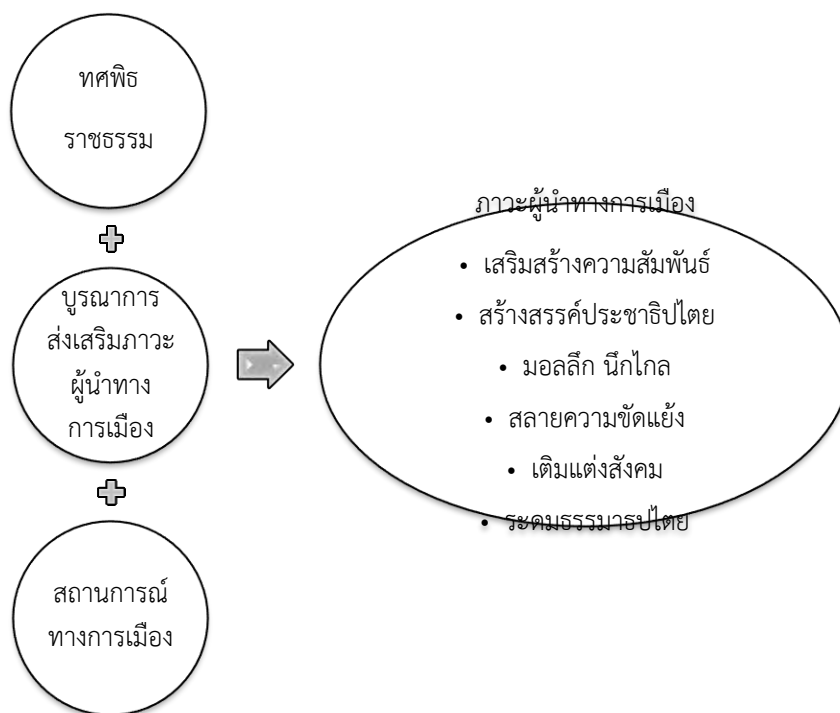 ทศพิธ
ราชธรรม
บูรณาการ
ส่งเสริมภาวะ
ผู้นำทาง
การเมือง
สถานการณ์
ทางการเมือง
ภาวะผู้นำทางการเมือง
• เสริมสร้างความสัมพันธ์
• สร้างสรรค์ประชาธิปไตย
• มอลลึก นึกไกล
• สลายความขัดแย้ง
• เติมแต่งสังคม
• ระดมธรรมาธปไตย